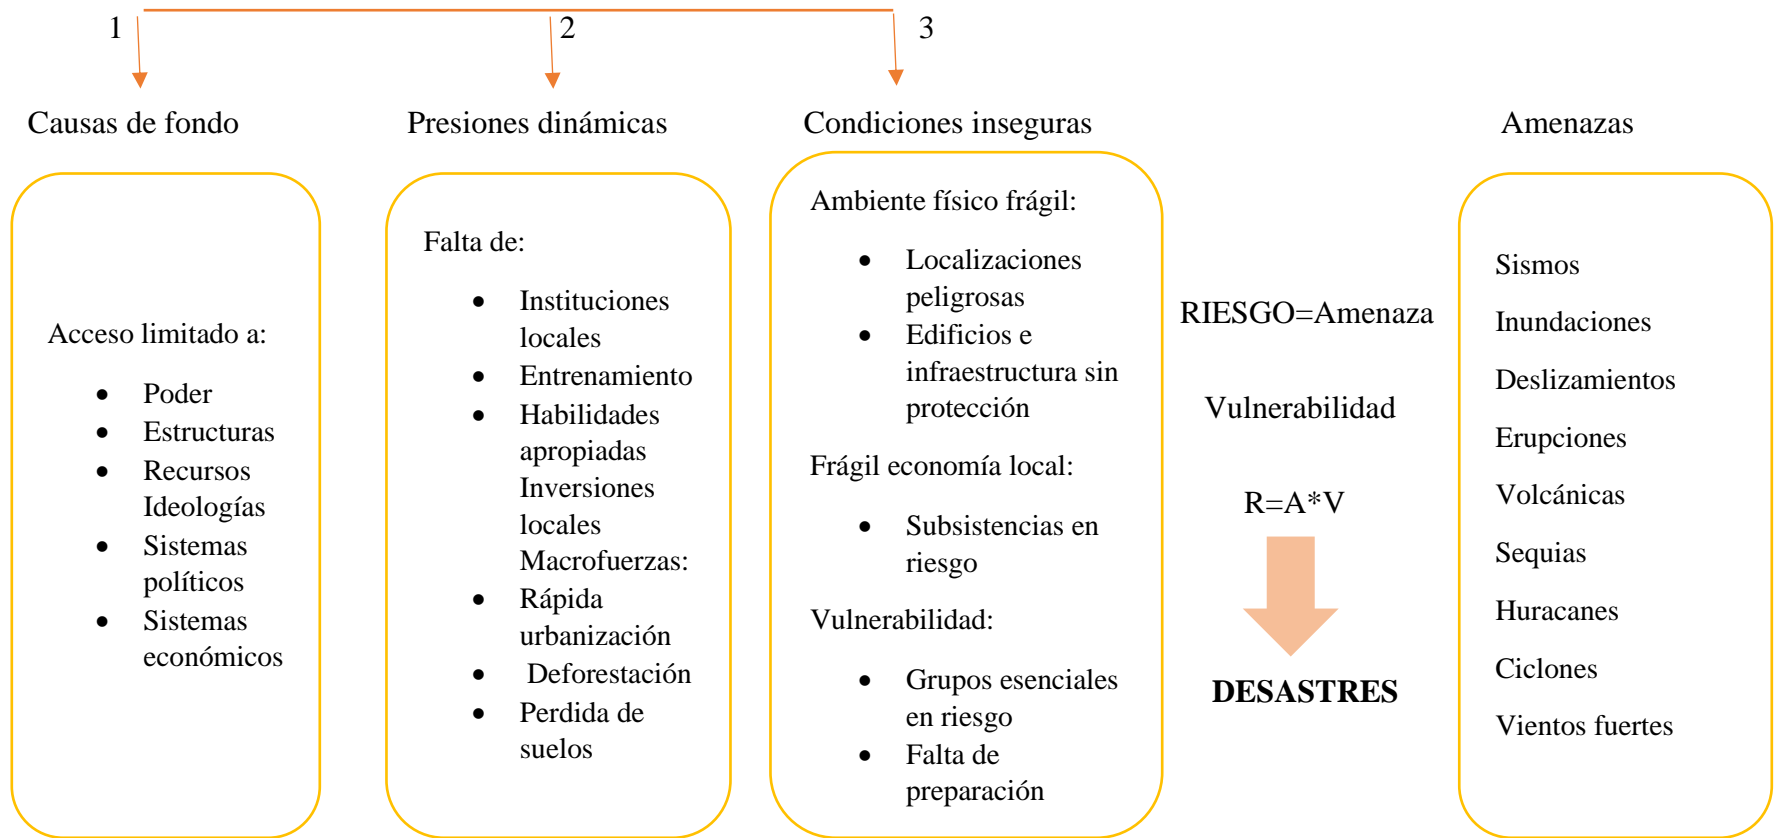 1
2
3
Causas de fondo
Presiones dinámicas
Condiciones inseguras
Amenazas
Acceso limitado a:
• Poder
• Estructuras
• Recursos
Ideologías
• Sistemas
políticos
• Sistemas
económicos
Falta de:
• Instituciones
locales
• Entrenamiento
• Habilidades
apropiadas
Inversiones
locales
Macrofuerzas:
• Rápida
urbanización
• Deforestación
• Perdida de
suelos
Ambiente físico frágil:
• Localizaciones
peligrosas
• Edificios e
infraestructura sin
protección
Frágil economía local:
• Subsistencias en
riesgo
Vulnerabilidad:
• Grupos esenciales
en riesgo
• Falta de
preparación
RIESGO=Amenaza
Vulnerabilidad
R=A*V
DESASTRES
Sismos
Inundaciones
Deslizamientos
Erupciones
Volcánicas
Sequias
Huracanes
Ciclones
Vientos fuertes